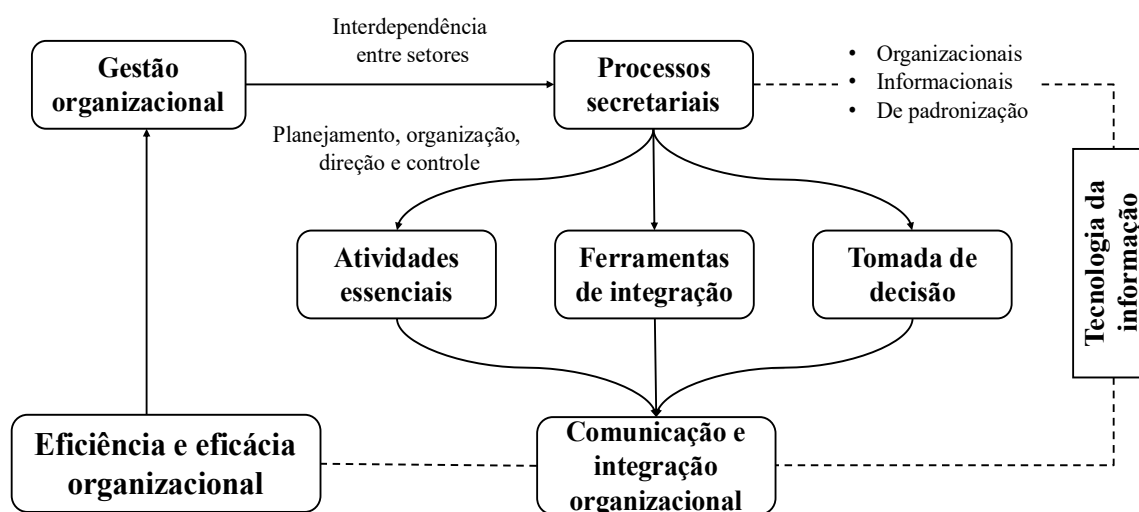 Interdependência
entre setores
Gestão
organizacional
Processos
secretariais
• Organizacionais
• Informacionais
• De padronização
Planejamento, organização,
direção e controle
Atividades
essenciais
Ferramentas
de integração
Tomada de
decisão
Tecnologia da
informação
Eficiência e eficácia
organizacional
Comunicação e
integração
organizacional